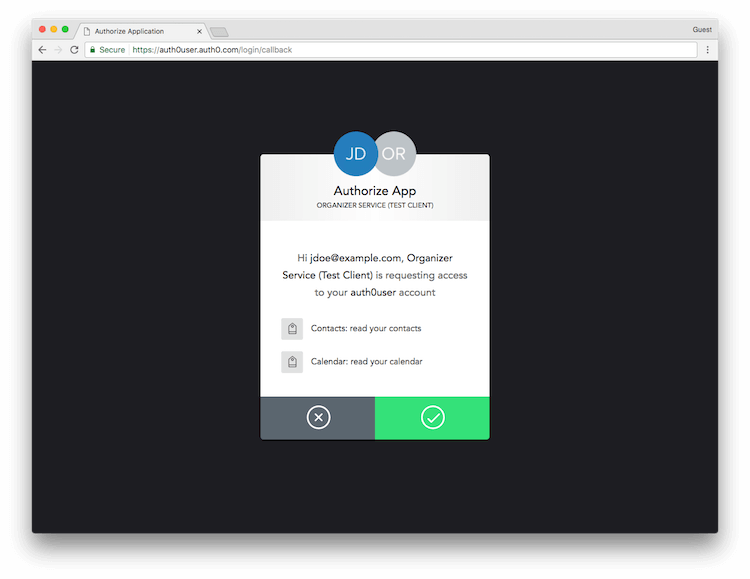 Authorize Application
Guest
Secure https://auth0user.auth0.com/login/callback
JD OR
Authorize App
ORGANIZER SERVICE (TEST CLIENT)
Hi jdoe@example.com, Organizer
Service (Test Client) is requesting access
to your auth0user account
Contacts: read your contacts
Calendar: read your calendar